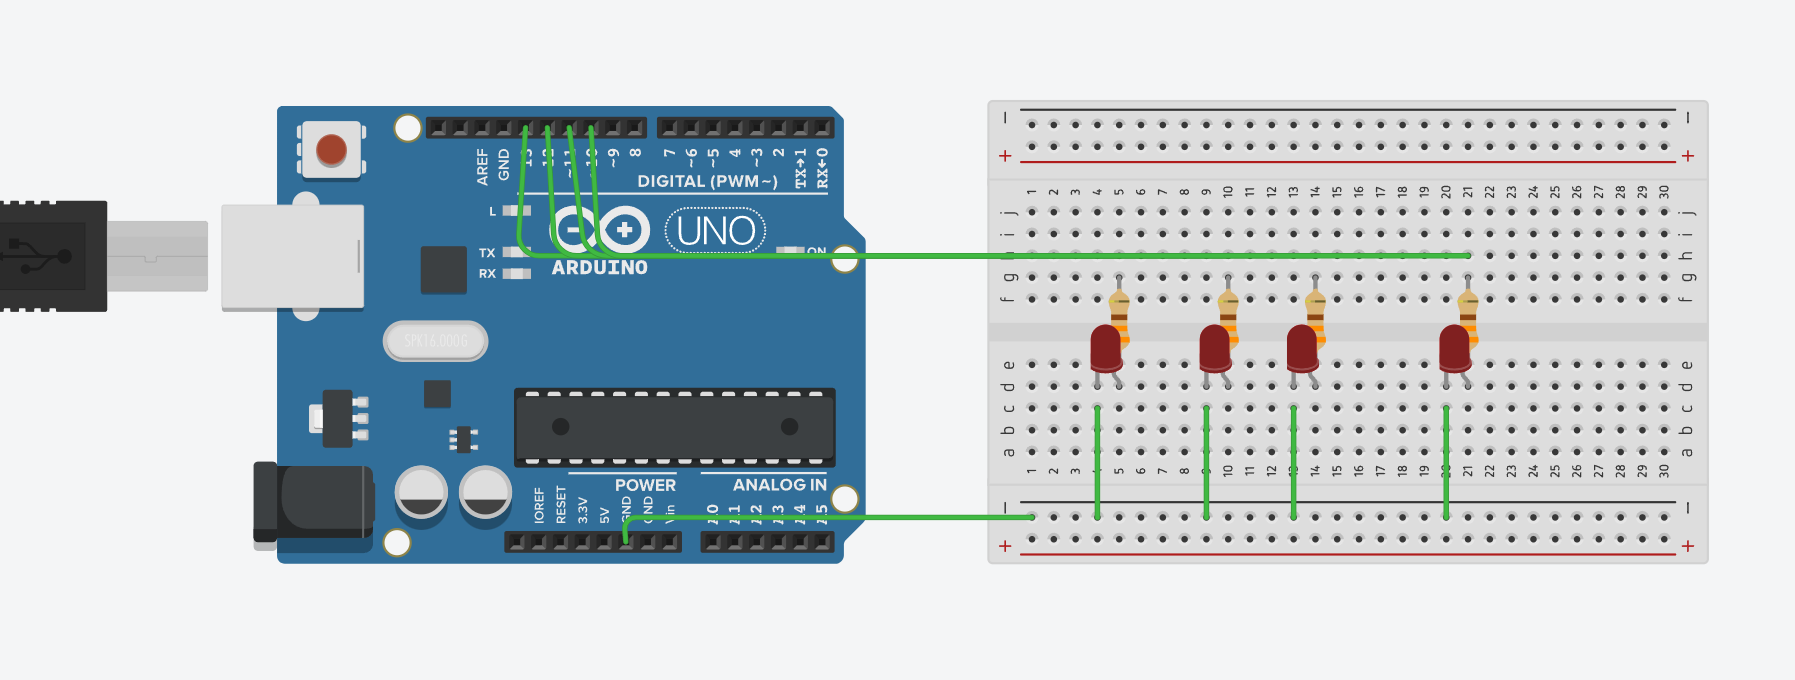 AREF
GND
13
12
~11
~10
~9
8
7
~6
~5
4
~3
2
TX→1
RX←0
DIGITAL (PWM~)
L
TX
RX
UNO
ON
ARDUINO
SPK16.000G
POWER
ANALOG IN
IOREF
RESET
3.3V
5V
GND
GND
Vin
A0
A1
A2
A3
A4
A5
− −
+ +
1 2 3 4 5 6 7 8 9 10 11 12 13 14 15 16 17 18 19 20 21 22 23 24 25 26 27 28 29 30
j j
i i
h h
g g
f f
e e
d d
c c
b b
a a
1 2 3 4 5 6 7 8 9 10 11 12 13 14 15 16 17 18 19 20 21 22 23 24 25 26 27 28 29 30
− −
+ +